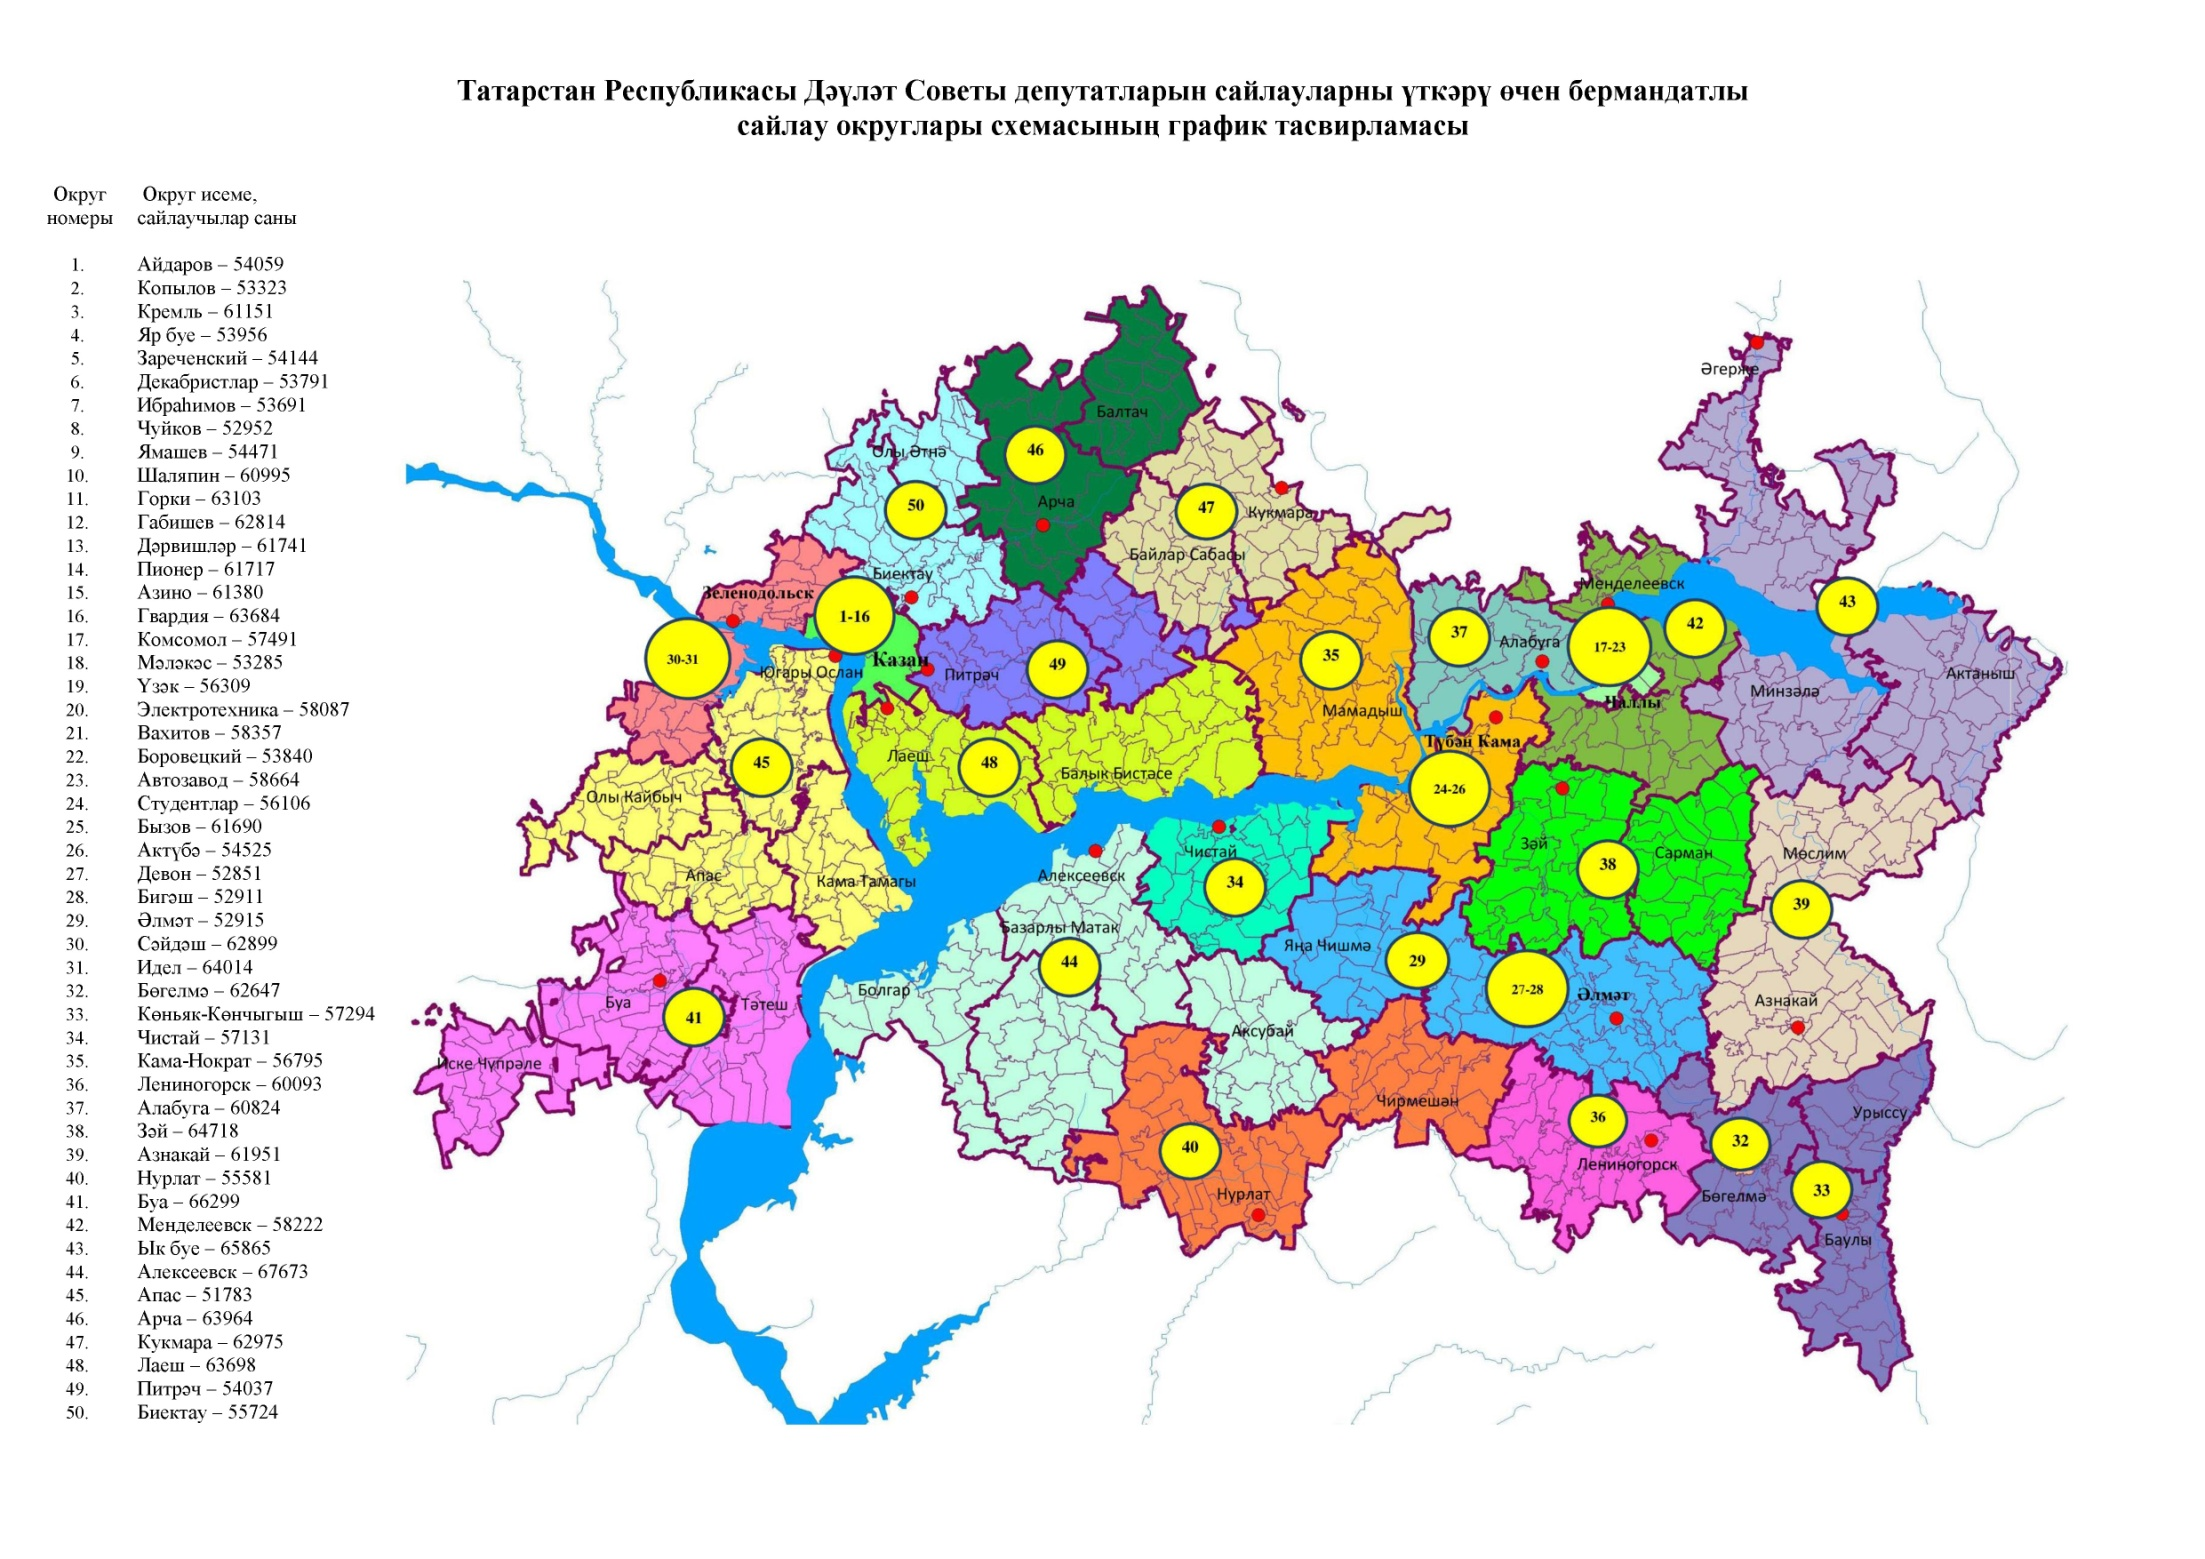 Татарстан Республикасы Дәүләт Советы депутатларын сайлауларны үткәрү өчен бермандатлы
сайлау округлары схемасының график тасвирламасы
Округ номеры
Округ исеме, сайлаучылар саны
1. Айдаров – 54059
2. Копылов – 53323
3. Кремль – 61151
4. Яр буе – 53956
5. Зареченский – 54144
6. Декабристлар – 53791
7. Ибраһимов – 53691
8. Чуйков – 52952
9. Ямашев – 54471
10. Шаляпин – 60995
11. Горки – 63103
12. Габишев – 62814
13. Дәрвишләр – 61741
14. Пионер – 61717
15. Азино – 61380
16. Гвардия – 63684
17. Комсомол – 57491
18. Мәләкәс – 53285
19. Үзәк – 56309
20. Электротехника – 58087
21. Вахитов – 58357
22. Боровецкий – 53840
23. Автозавод – 58664
24. Студентлар – 56106
25. Бызов – 61690
26. Актүбә – 54525
27. Девон – 52851
28. Бигәш – 52911
29. Әлмәт – 52915
30. Сәйдәш – 62899
31. Идел – 64014
32. Бөгелмә – 62647
33. Көньяк-Көнчыгыш – 57294
34. Чистай – 57131
35. Кама-Нократ – 56795
36. Лениногорск – 60093
37. Алабуга – 60824
38. Зәй – 64718
39. Азнакай – 61951
40. Нурлат – 55581
41. Буа – 66299
42. Менделеевск – 58222
43. Ык буе – 65865
44. Алексеевск – 67673
45. Апас – 51783
46. Арча – 63964
47. Кукмара – 62975
48. Лаеш – 63698
49. Питрәч – 54037
50. Биектау – 55724
Әгерже
Балтач
46
Олы Әтнә
Арча
50
47
Кукмара
Байлар Сабасы
Биектау
Менделеевск
Зеленодольск
43
1-16
42
37
Алабуга
17-23
30-31
Казан
35
49
Югары Ослан
Питрәч
Актаныш
Минзәлә
Чаллы
Мамадыш
Түбән Кама
Лаеш
45
48
Балык Бистәсе
24-26
Олы Кайбыч
Зәй
Чистай
Сарман
Мөслим
38
Апас
Кама Тамагы
Алексеевск
34
39
Базарлы Матак
Яңа Чишмә
44
29
Болгар
27-28
Әлмәт
Буа
Тәтеш
Азнакай
41
Аксубай
Иске Чүпрәле
Чирмешән
36
Урыссу
40
32
Лениногорск
Нурлат
Бөгелмә
33
Баулы